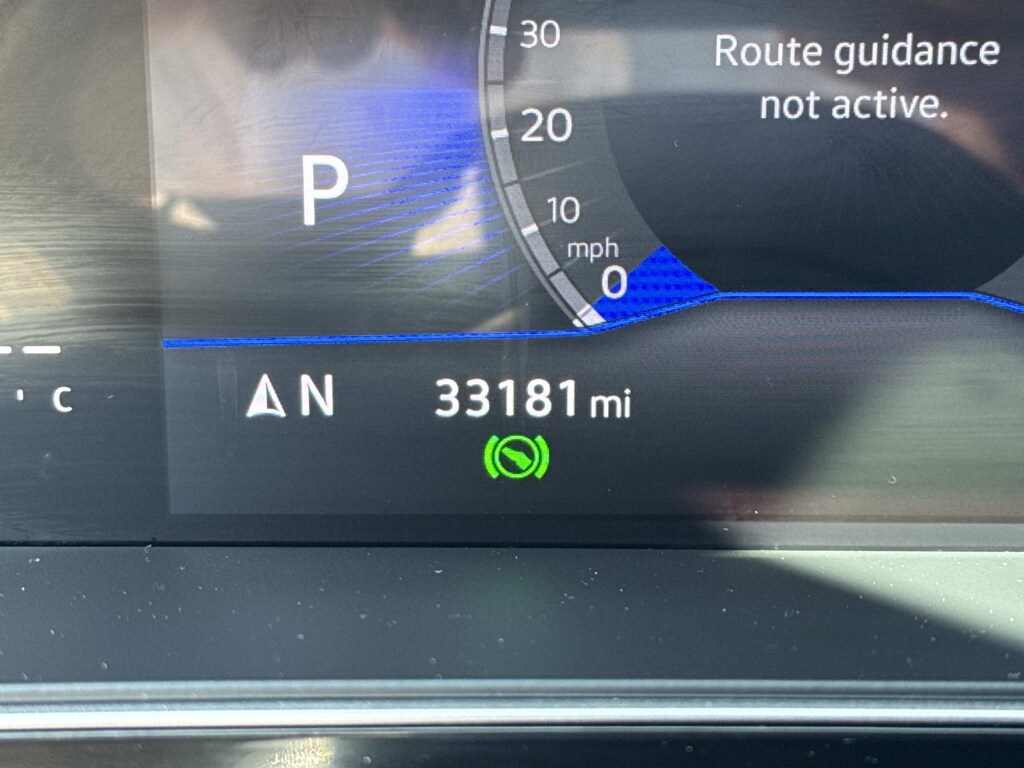 30
Route guidance
not active.
20
P
10
mph
0
N 33181 mi
C